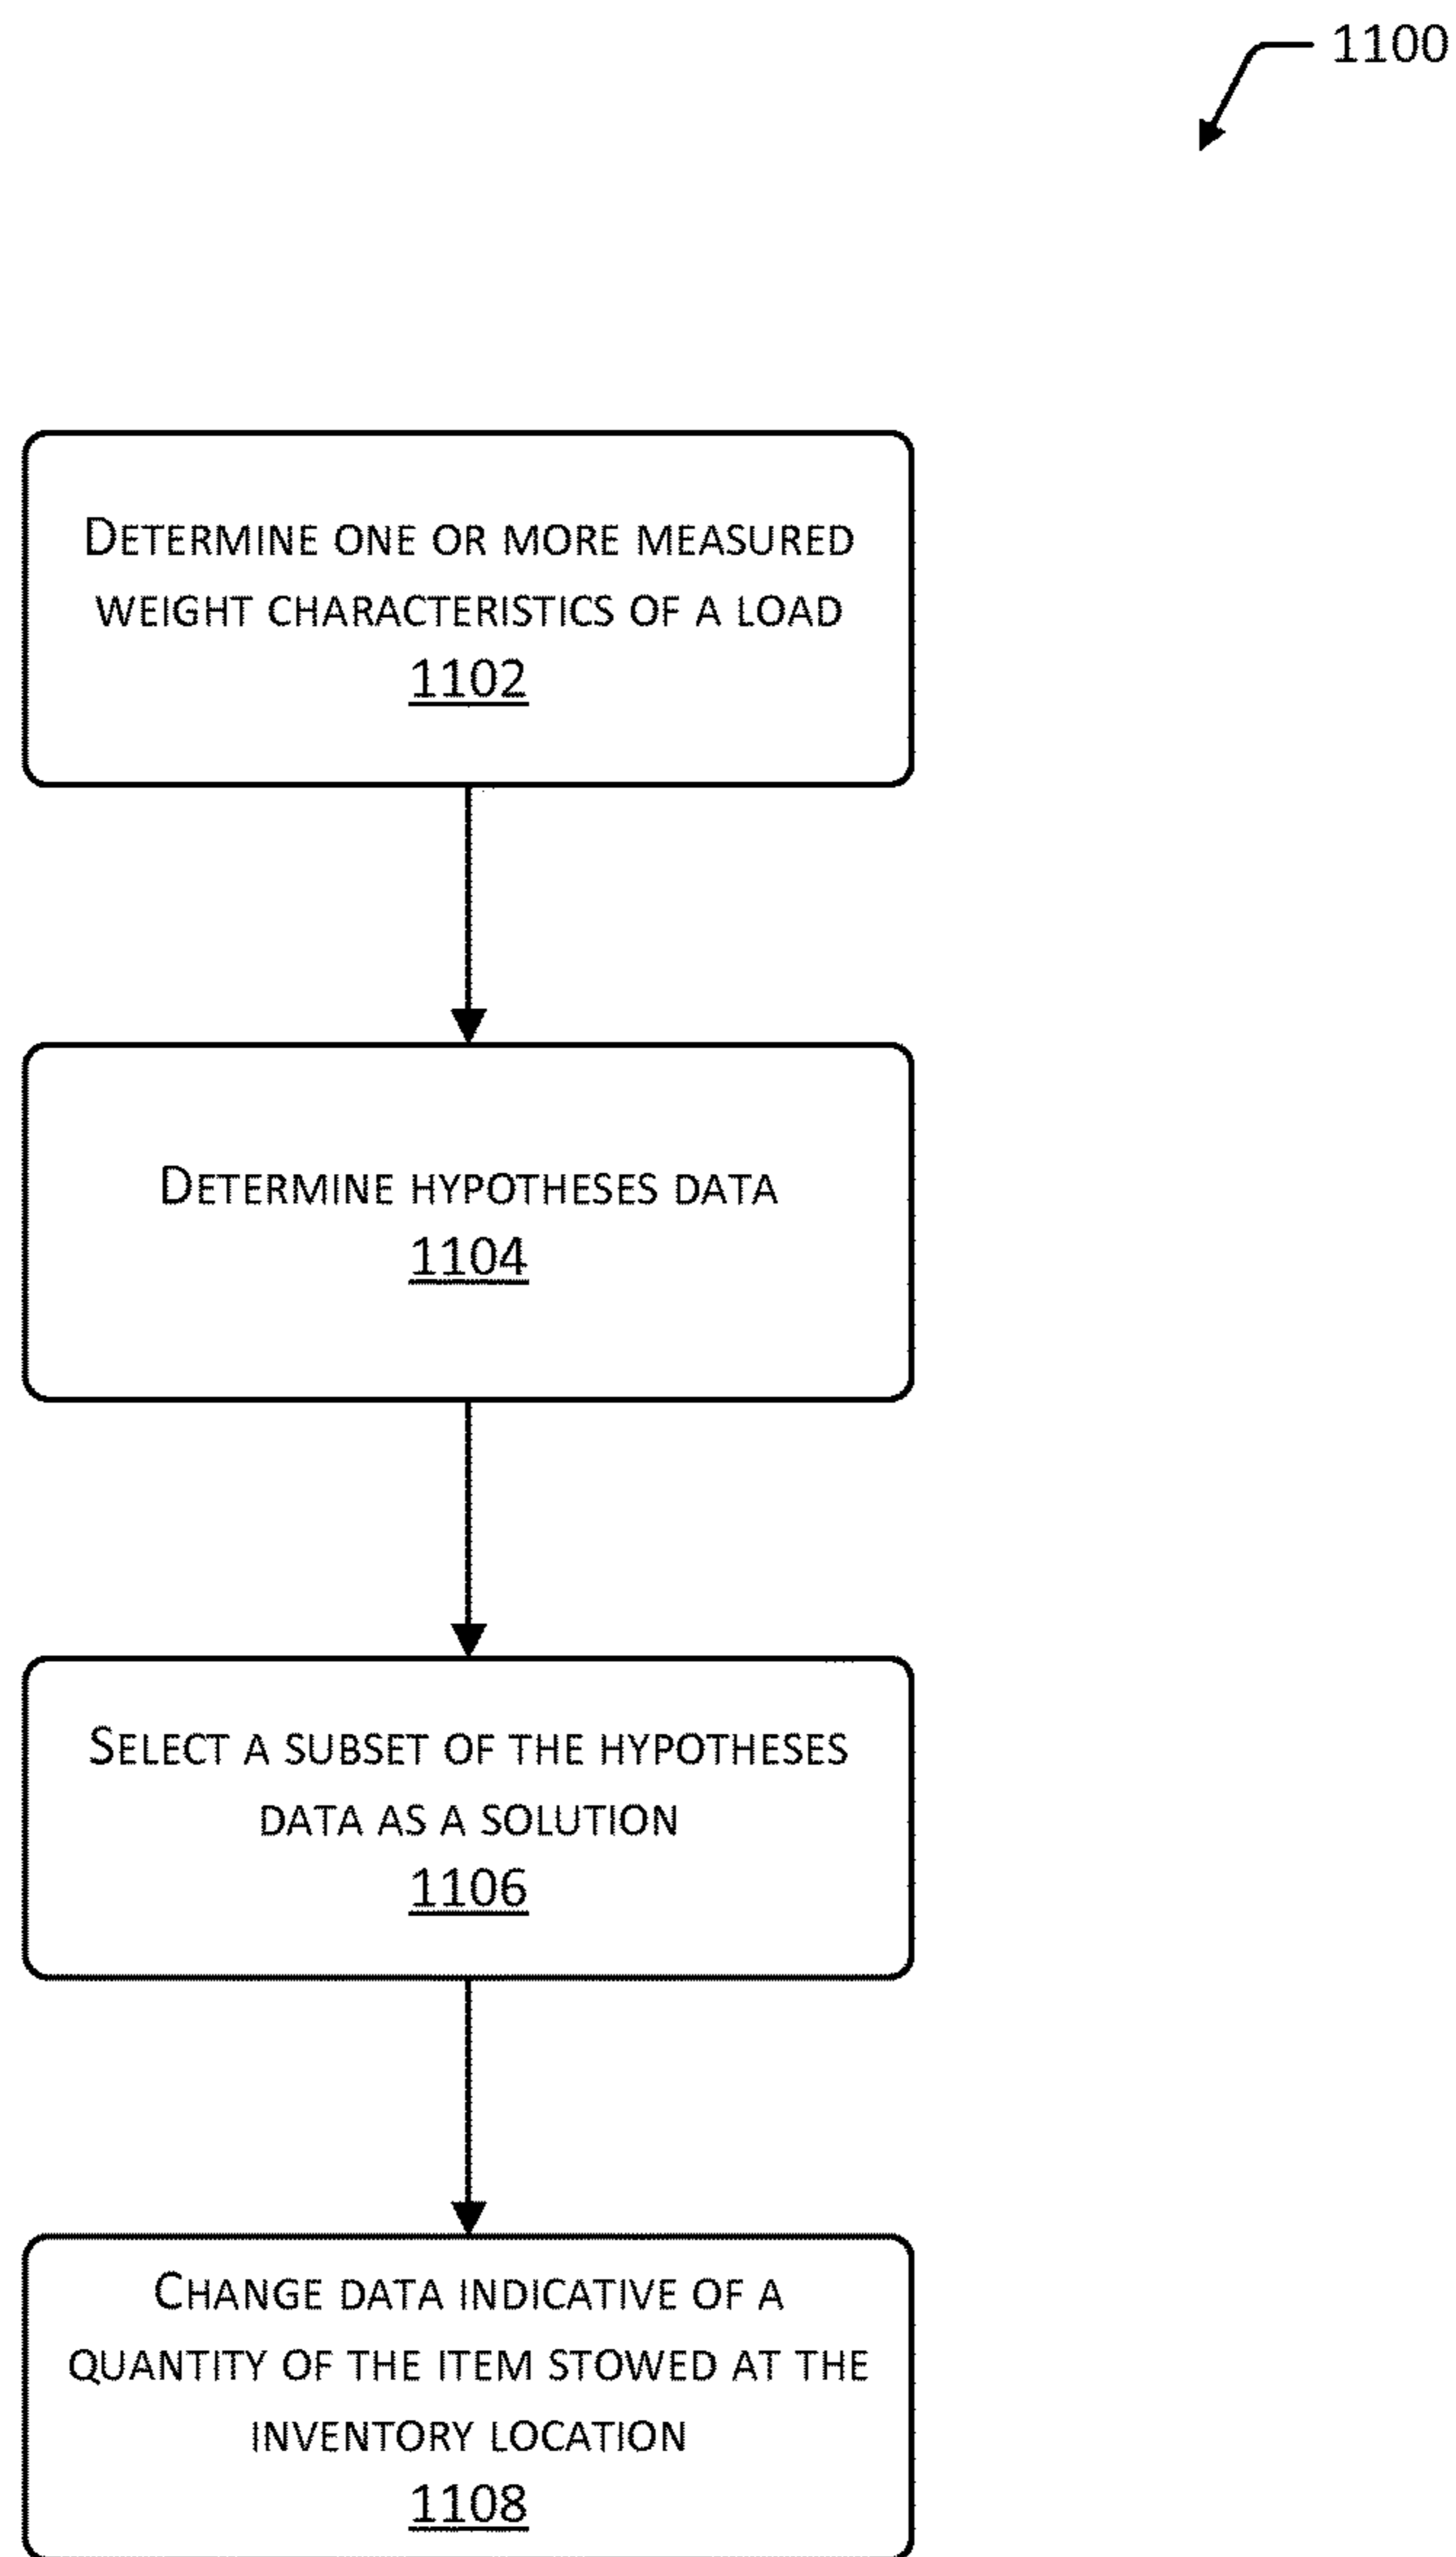 1100
DETERMINE ONE OR MORE MEASURED
WEIGHT CHARACTERISTICS OF A LOAD
1102
DETERMINE HYPOTHESES DATA
1104
SELECT A SUBSET OF THE HYPOTHESES
DATA AS A SOLUTION
1106
CHANGE DATA INDICATIVE OF A
QUANTITY OF THE ITEM STOWED AT THE
INVENTORY LOCATION
1108